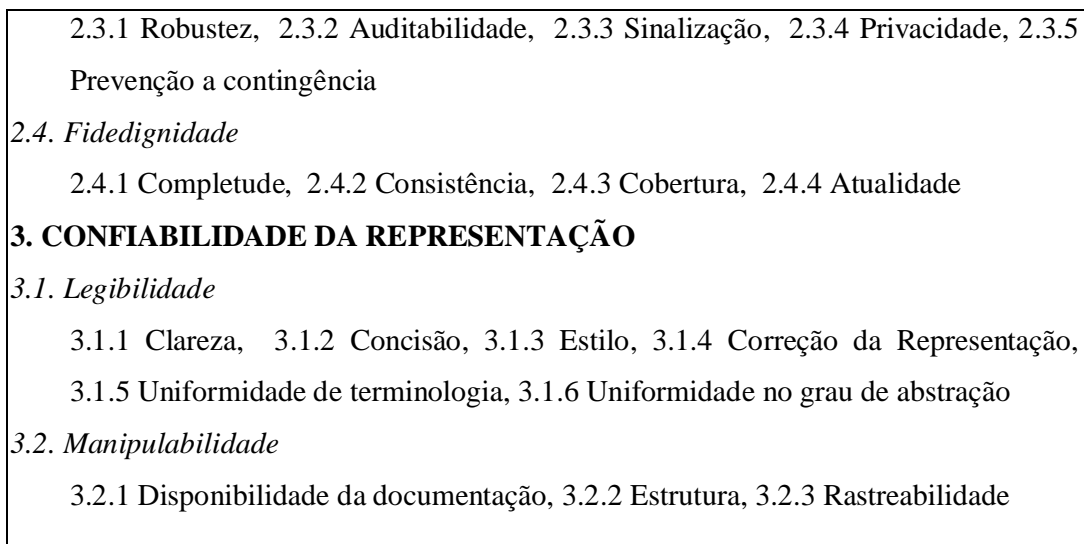 2.3.1 Robustez, 2.3.2 Auditabilidade, 2.3.3 Sinalização, 2.3.4 Privacidade, 2.3.5
Prevenção a contingência
2.4. Fidedignidade
2.4.1 Completude, 2.4.2 Consistência, 2.4.3 Cobertura, 2.4.4 Atualidade
3. CONFIABILIDADE DA REPRESENTAÇÃO
3.1. Legibilidade
3.1.1 Clareza, 3.1.2 Concisão, 3.1.3 Estilo, 3.1.4 Correção da Representação,
3.1.5 Uniformidade de terminologia, 3.1.6 Uniformidade no grau de abstração
3.2. Manipulabilidade
3.2.1 Disponibilidade da documentação, 3.2.2 Estrutura, 3.2.3 Rastreabilidade